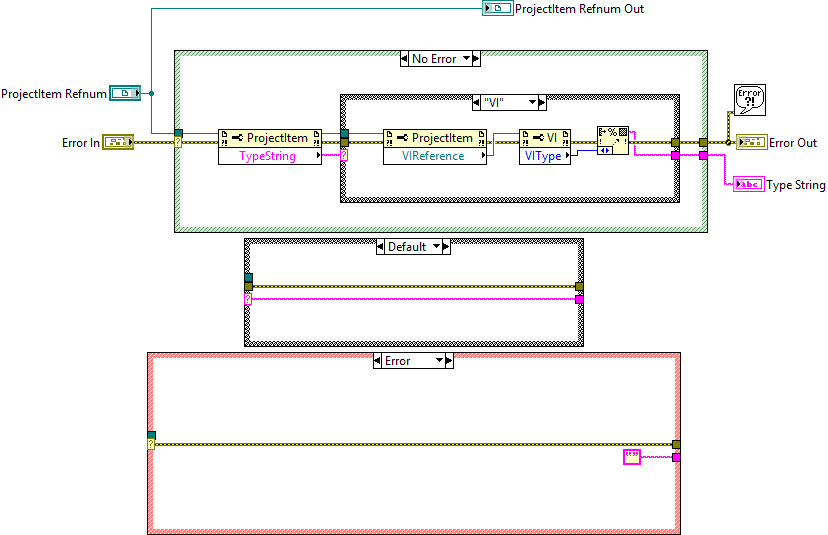 ProjectItem Refnum Out
No Error
ProjectItem Refnum
"VI"
Error
?!
Error In
ProjectItem
TypeString
ProjectItem
VIReference
VI
VIType
Error Out
abc
Type String
Default
Error